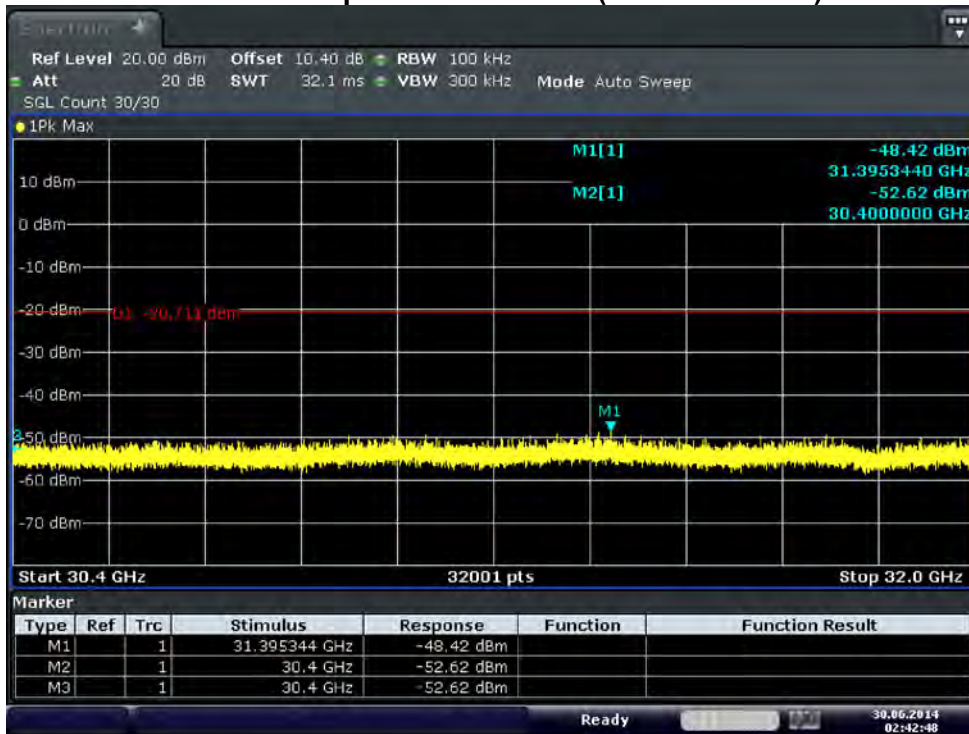 Spectrum
Ref Level 20.00 dBm Offset 10.40 dB RBW 100 kHz
Att 20 dB SWT 32.1 ms VBW 300 kHz Mode Auto Sweep
SGL Count 30/30
1Pk Max
M1[1] -48.42 dBm
31.3953440 GHz
10 dBm
M2[1] -52.62 dBm
30.4000000 GHz
0 dBm
-10 dBm
-20 dBm
D1 -20.711 dBm
-30 dBm
-40 dBm
M1
-50 dBm
-60 dBm
-70 dBm
Start 30.4 GHz 32001 pts Stop 32.0 GHz
Marker
Type Ref Trc Stimulus Response Function Function Result
M1 1 31.395344 GHz -48.42 dBm
M2 1 30.4 GHz -52.62 dBm
M3 1 30.4 GHz -52.62 dBm
Ready 30.06.2014
02:42:48